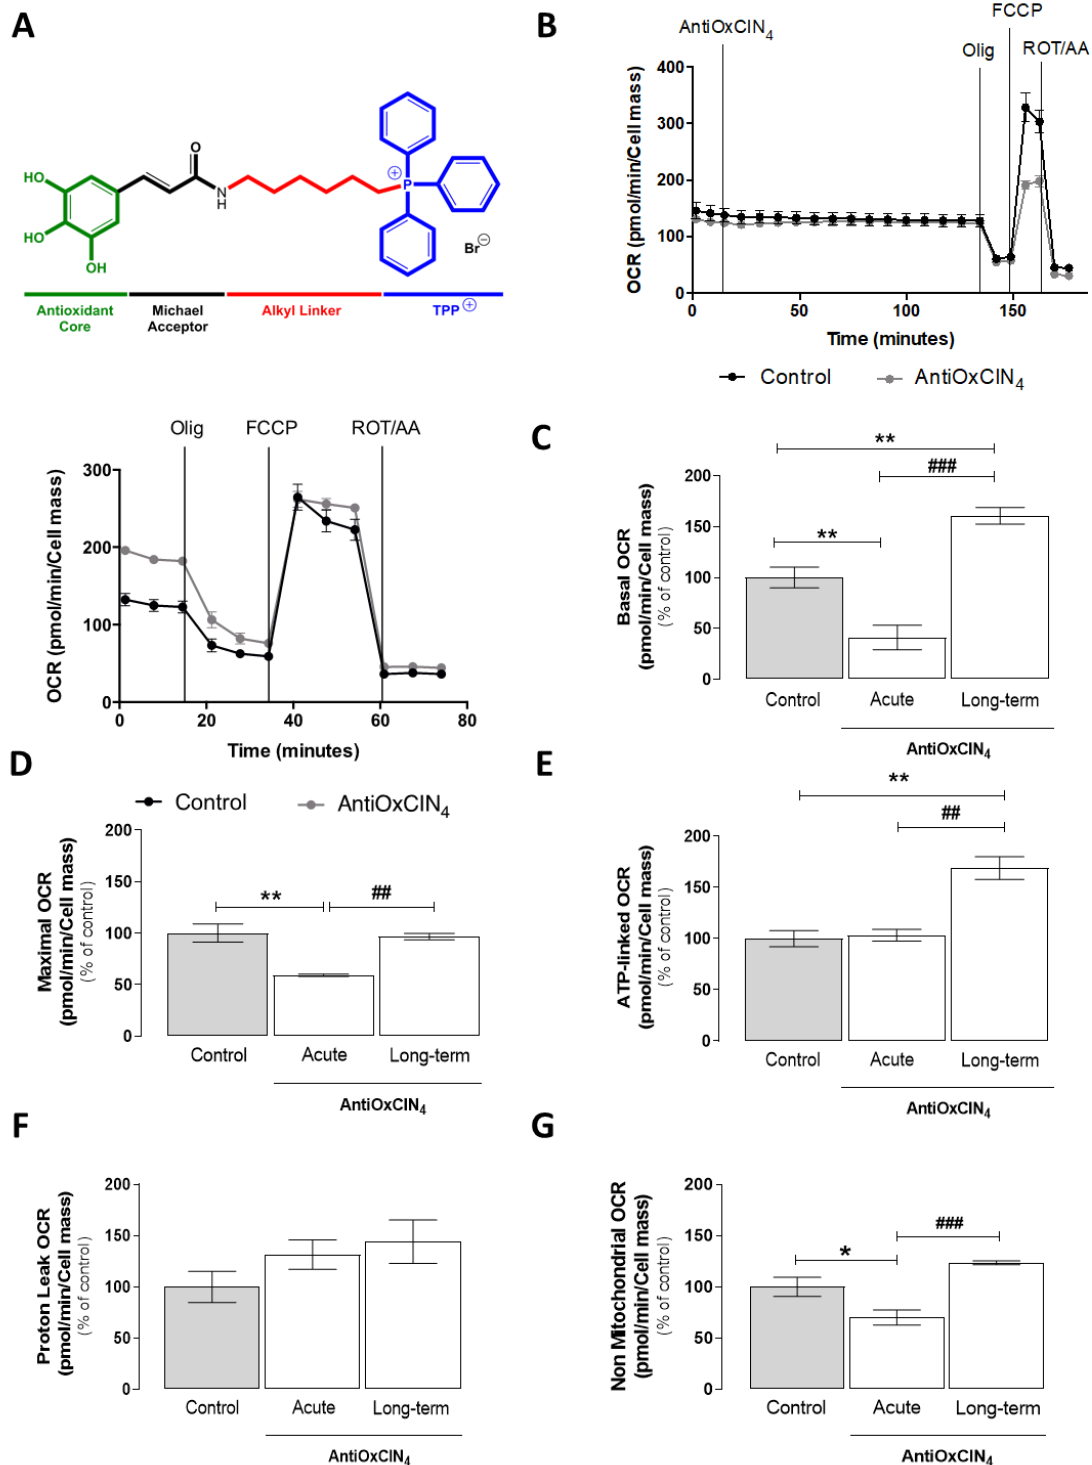 A
HO
HO
OH
O
N
H
P
⊕
Br⊖
Antioxidant
Core
Michael
Acceptor
Alkyl Linker
TPP⊕
B
FCCP
AntiOxCIN4
Olig
ROT/AA
OCR (pmol/min/Cell mass)
400
300
200
100
0
0
50
100
150
Time (minutes)
Control
AntiOxCIN4
Olig
FCCP
ROT/AA
OCR (pmol/min/Cell mass)
300
200
100
0
0
20
40
60
80
Time (minutes)
Control
AntiOxCIN4
C
Basal OCR
(pmol/min/Cell mass)
(% of control)
200
150
100
50
0
**
###
**
Control
Acute
Long-term
AntiOxCIN4
D
Maximal OCR
(pmol/min/Cell mass)
(% of control)
200
150
100
50
0
**
##
Control
Acute
Long-term
AntiOxCIN4
E
ATP-linked OCR
(pmol/min/Cell mass)
(% of control)
200
150
100
50
0
**
##
Control
Acute
Long-term
AntiOxCIN4
F
Proton Leak OCR
(pmol/min/Cell mass)
(% of control)
200
150
100
50
0
Control
Acute
Long-term
AntiOxCIN4
G
Non Mitochondrial OCR
(pmol/min/Cell mass)
(% of control)
200
150
100
50
0
*
###
Control
Acute
Long-term
AntiOxCIN4